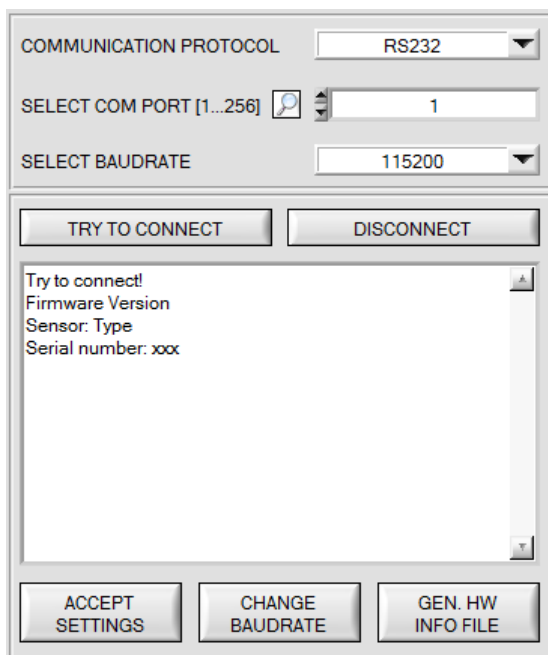 COMMUNICATION PROTOCOL RS232
SELECT COM PORT [1...256] 1
SELECT BAUDRATE 115200
TRY TO CONNECT DISCONNECT
Try to connect!
Firmware Version
Sensor: Type
Serial number: xxx
ACCEPT SETTINGS
CHANGE BAUDRATE
GEN. HW INFO FILE